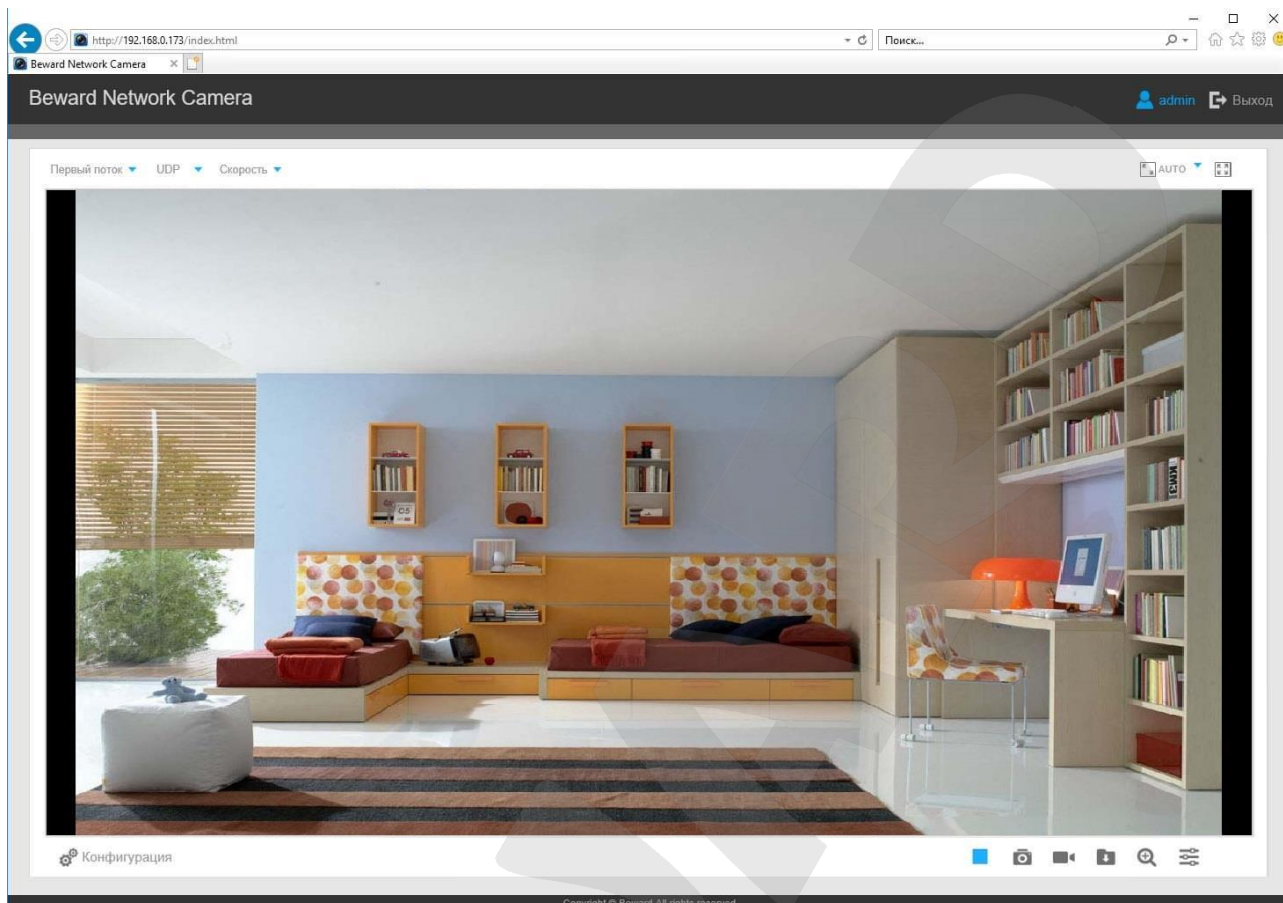 http://192.168.0.173/index.html
Поиск...
Beward Network Camera
Beward Network Camera
admin
Выход
Первый поток
UDP
Скорость
AUTO
C5
Конфигурация
Copyright © Beward All rights reserved